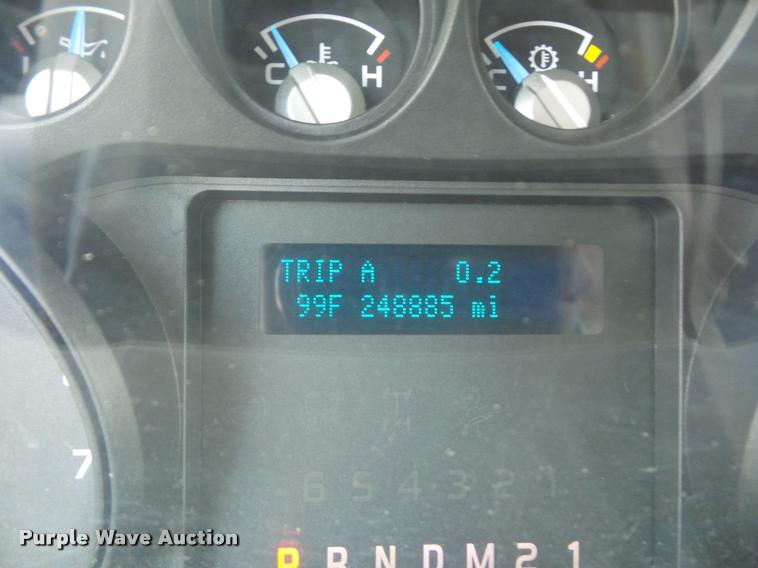 C H C H
TRIP A 0.2
99F 248885 mi
7
6 5 4 3 2 1
P R N D M 2 1
Purple Wave Auction